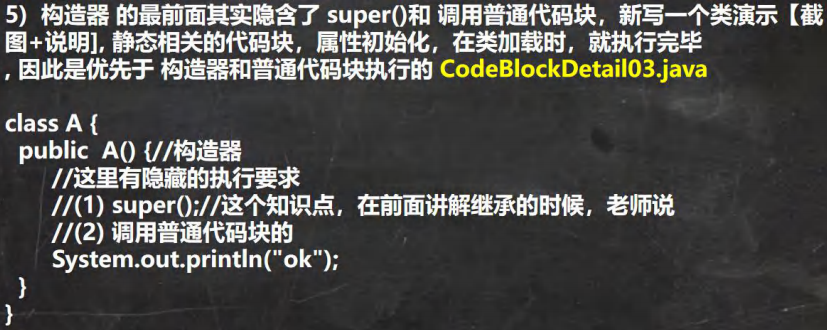 5）构造器 的最前面其实隐含了 super()和 调用普通代码块，新写一个类演示【截
图+说明], 静态相关的代码块，属性初始化，在类加载时，就执行完毕
, 因此是优先于 构造器和普通代码块执行的 CodeBlockDetail03.java
class A {
public A() {//构造器
//这里有隐藏的执行要求
//(1) super();//这个知识点，在前面讲解继承的时候，老师说
//(2) 调用普通代码块的
System.out.println("ok");
}
}